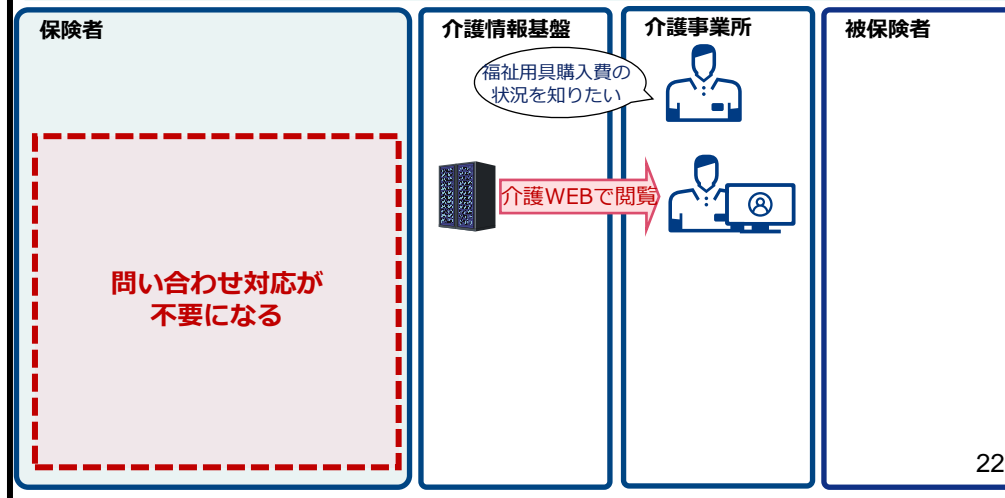 保険者
介護情報基盤
介護事業所
被保険者
福祉用具購入費の
状況を知りたい
介護WEBで閲覧
問い合わせ対応が
不要になる
22